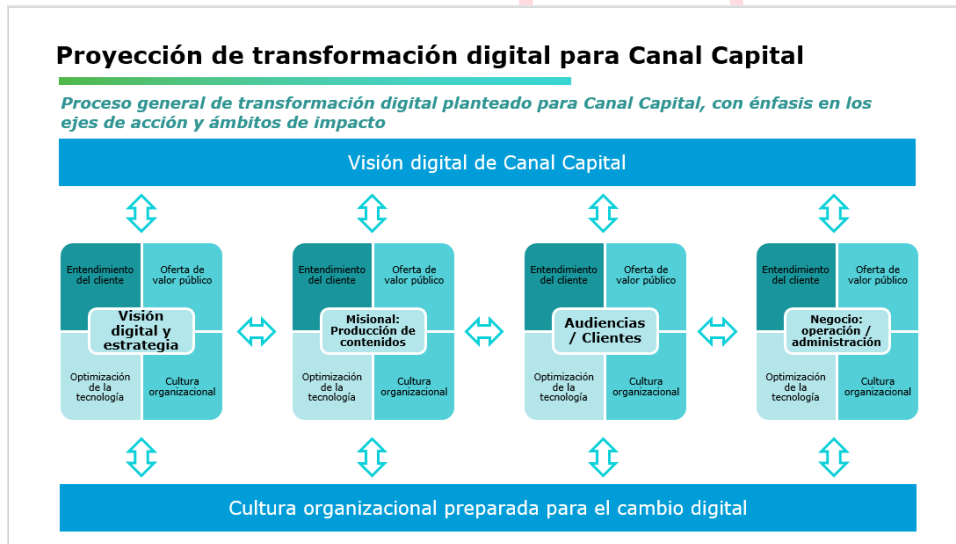 Proyección de transformación digital para Canal Capital
Proceso general de transformación digital planteado para Canal Capital, con énfasis en los
ejes de acción y ámbitos de impacto
Visión digital de Canal Capital
Entendimiento
del cliente
Oferta de
valor público
Visión
digital y
estrategia
Optimización
de la
tecnología
Cultura
organizacional
Entendimiento
del cliente
Oferta de
valor público
Misional:
Producción de
contenidos
Optimización
de la
tecnología
Cultura
organizacional
Entendimiento
del cliente
Oferta de
valor público
Audiencias
/ Clientes
Optimización
de la
tecnología
Cultura
organizacional
Entendimiento
del cliente
Oferta de
valor público
Negocio:
operación /
administración
Optimización
de la
tecnología
Cultura
organizacional
Cultura organizacional preparada para el cambio digital